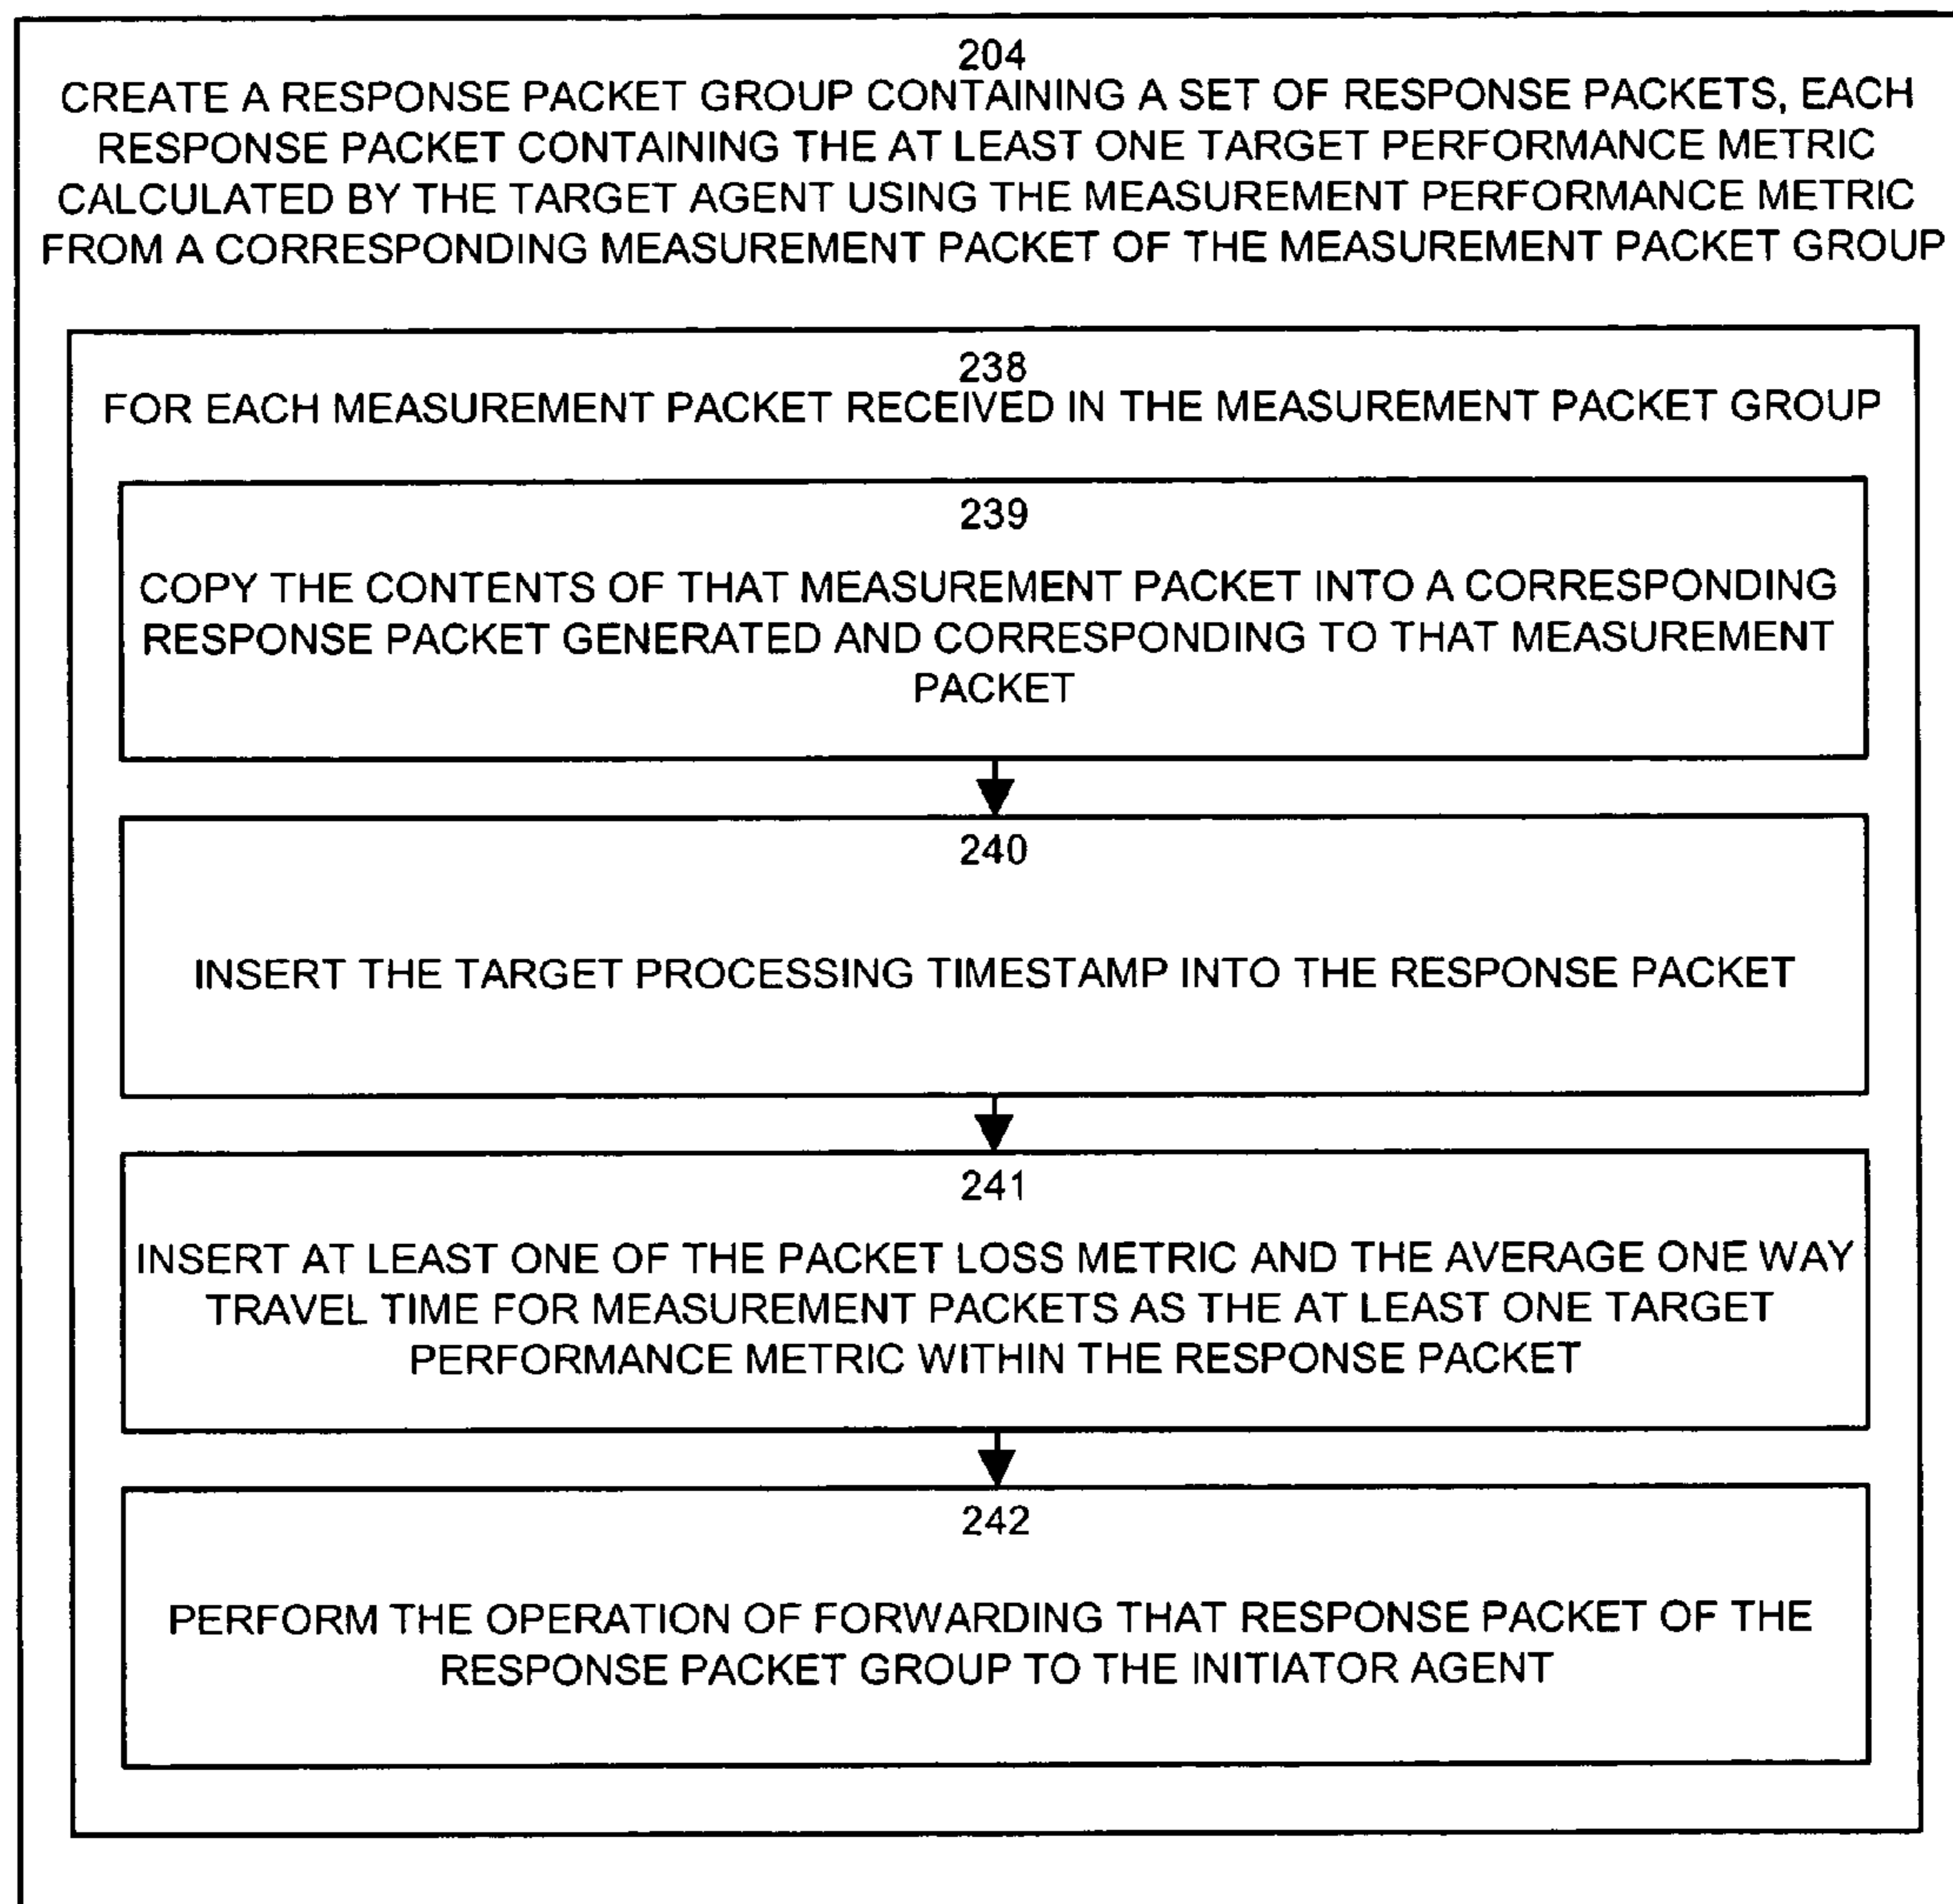 204
CREATE A RESPONSE PACKET GROUP CONTAINING A SET OF RESPONSE PACKETS, EACH
RESPONSE PACKET CONTAINING THE AT LEAST ONE TARGET PERFORMANCE METRIC
CALCULATED BY THE TARGET AGENT USING THE MEASUREMENT PERFORMANCE METRIC
FROM A CORRESPONDING MEASUREMENT PACKET OF THE MEASUREMENT PACKET GROUP
238
FOR EACH MEASUREMENT PACKET RECEIVED IN THE MEASUREMENT PACKET GROUP
239
COPY THE CONTENTS OF THAT MEASUREMENT PACKET INTO A CORRESPONDING
RESPONSE PACKET GENERATED AND CORRESPONDING TO THAT MEASUREMENT
PACKET
240
INSERT THE TARGET PROCESSING TIMESTAMP INTO THE RESPONSE PACKET
241
INSERT AT LEAST ONE OF THE PACKET LOSS METRIC AND THE AVERAGE ONE WAY
TRAVEL TIME FOR MEASUREMENT PACKETS AS THE AT LEAST ONE TARGET
PERFORMANCE METRIC WITHIN THE RESPONSE PACKET
242
PERFORM THE OPERATION OF FORWARDING THAT RESPONSE PACKET OF THE
RESPONSE PACKET GROUP TO THE INITIATOR AGENT